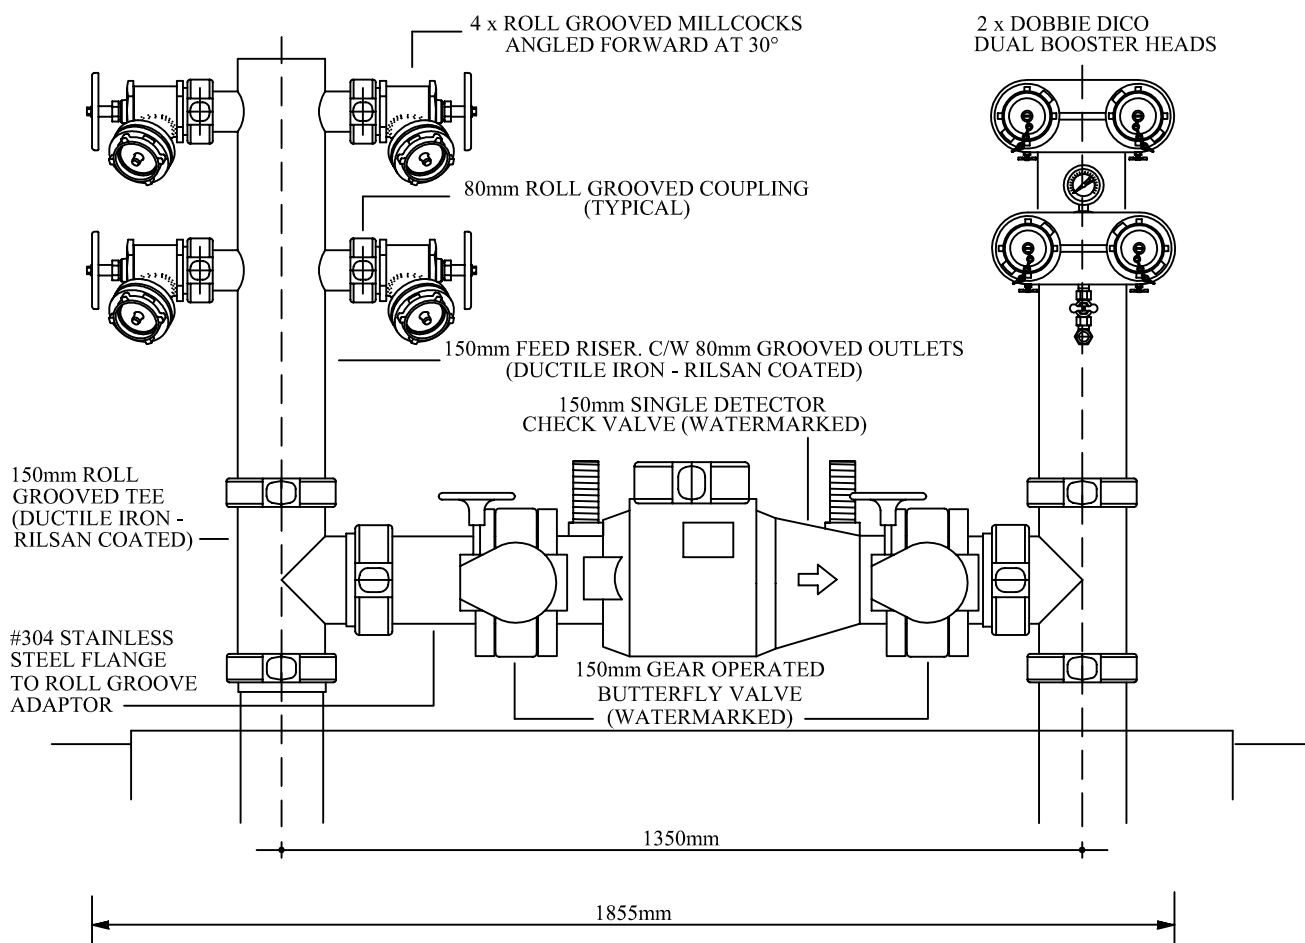 4 x ROLL GROOVED MILLCOCKS
ANGLED FORWARD AT 30°
2 x DOBBIE DICO
DUAL BOOSTER HEADS
80mm ROLL GROOVED COUPLING
(TYPICAL)
150mm FEED RISER. C/W 80mm GROOVED OUTLETS
(DUCTILE IRON - RILSAN COATED)
150mm SINGLE DETECTOR
CHECK VALVE (WATERMARKED)
150mm ROLL
GROOVED TEE
(DUCTILE IRON -
RILSAN COATED)
#304 STAINLESS
STEEL FLANGE
TO ROLL GROOVE
ADAPTOR
150mm GEAR OPERATED
BUTTERFLY VALVE
(WATERMARKED)
1350mm
1855mm